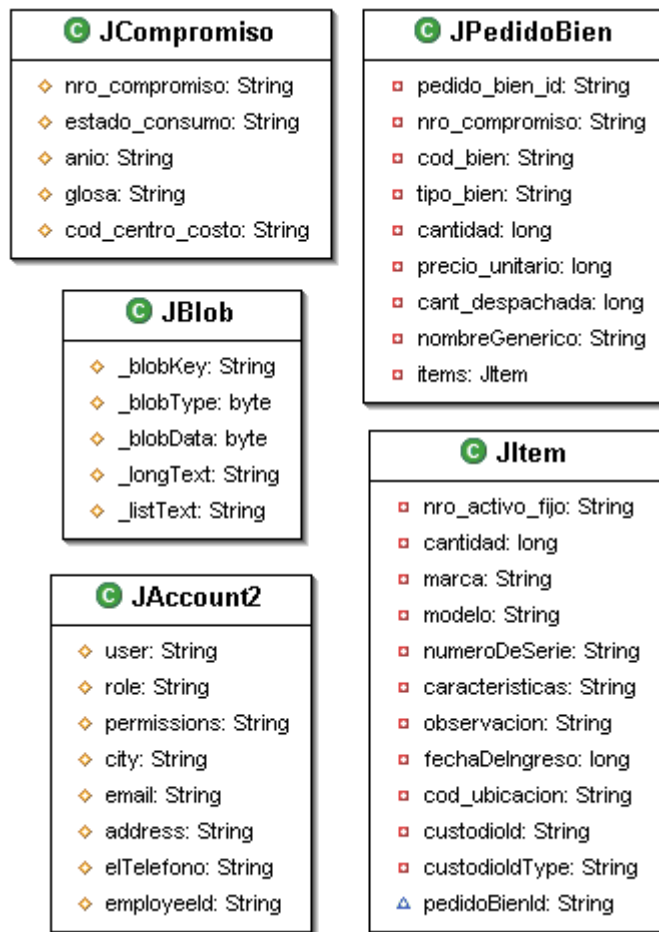 JCompromiso
nro_compromiso: String
estado_consumo: String
anio: String
glosa: String
cod_centro_costo: String
JPedidoBien
pedido_bien_id: String
nro_compromiso: String
cod_bien: String
tipo_bien: String
cantidad: long
precio_unitario: long
cant_despachada: long
nombreGenerico: String
items: JItem
JBlob
_blobKey: String
_blobType: byte
_blobData: byte
_longText: String
_listText: String
JItem
nro_activo_fijo: String
cantidad: long
marca: String
modelo: String
numeroDeSerie: String
caracteristicas: String
observacion: String
fechaDeIngreso: long
cod_ubicacion: String
custodioId: String
custodioIdType: String
pedidoBienId: String
JAccount2
user: String
role: String
permissions: String
city: String
email: String
address: String
elTelefono: String
employeeId: String